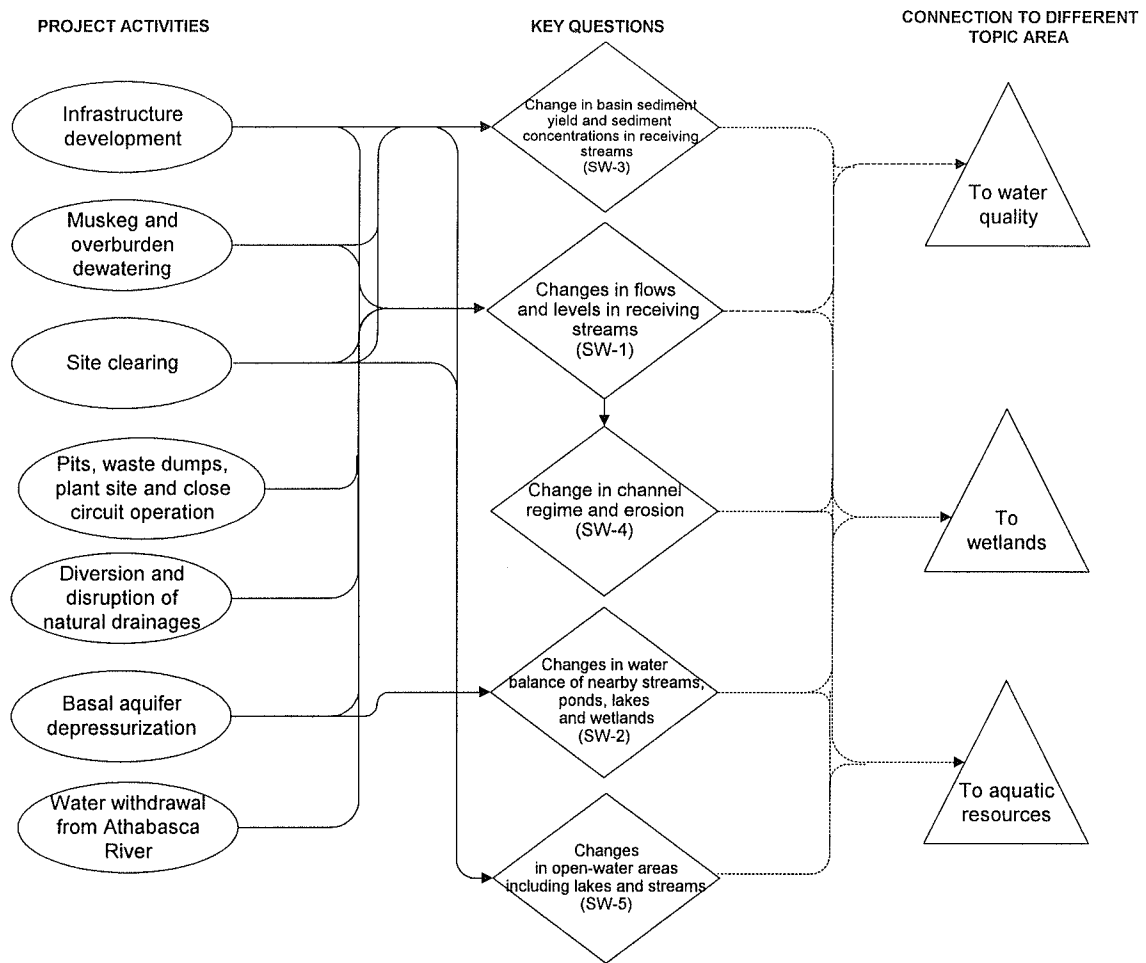 PROJECT ACTIVITIES
KEY QUESTIONS
CONNECTION TO DIFFERENT
TOPIC AREA
Infrastructure
development
Muskeg and
overburden
dewatering
Site clearing
Pits, waste dumps,
plant site and close
circuit operation
Diversion and
disruption of
natural drainages
Basal aquifer
depressurization
Water withdrawal
from Athabasca
River
Change in basin sediment
yield and sediment
concentrations in receiving
streams
(SW-3)
Changes in flows
and levels in receiving
streams
(SW-1)
Change in channel
regime and erosion
(SW-4)
Changes in water
balance of nearby streams,
ponds, lakes
and wetlands
(SW-2)
Changes
in open-water areas
including lakes and streams
(SW-5)
To water
quality
To
wetlands
To aquatic
resources